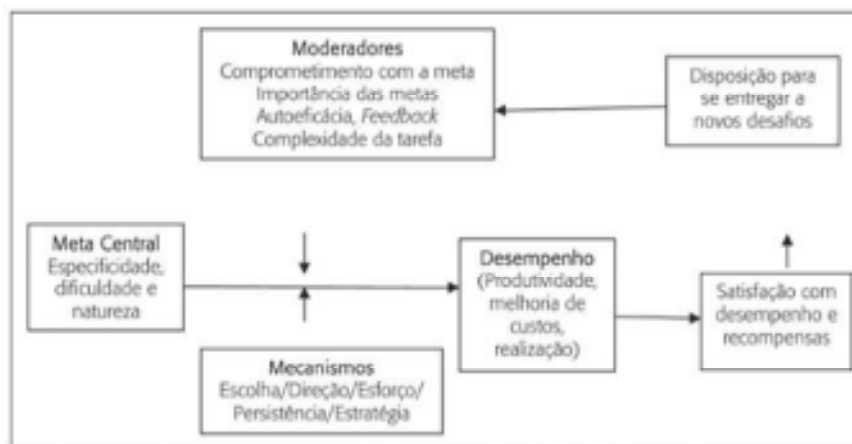 Moderadores
Comprometimento com a meta
Importância das metas
Autoeficácia, Feedback
Complexidade da tarefa
Disposição para
se entregar a
novos desafios
Meta Central
Especificidade,
dificuldade e
natureza
Desempenho
(Produtividade,
melhoria de
custos,
realização)
Satisfação com
desempenho e
recompensas
Mecanismos
Escolha/Direção/Esforço/
Persistência/Estratégia